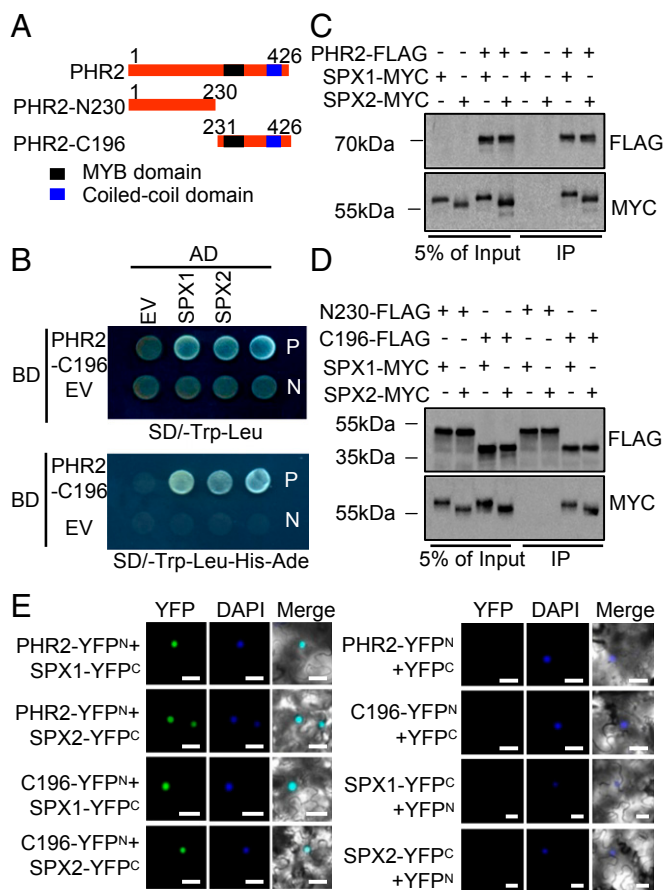 A
1 426
PHR2
1 230
PHR2-N230
231 426
PHR2-C196
MYB domain
Coiled-coil domain
B
AD
EV SPX1 SPX2
BD PHR2-C196 P
EV N
SD/-Trp-Leu
BD PHR2-C196 P
EV N
SD/-Trp-Leu-His-Ade
C
PHR2-FLAG - - + + - - + +
SPX1-MYC + - + - + - + -
SPX2-MYC - + - + - + - +
70kDa FLAG
55kDa MYC
5% of Input IP
D
N230-FLAG + + - - + + - -
C196-FLAG - - + + - - + +
SPX1-MYC + - + - + - + -
SPX2-MYC - + - + - + - +
55kDa
35kDa FLAG
55kDa MYC
5% of Input IP
E
YFP DAPI Merge
PHR2-YFPᴺ+
SPX1-YFPᶜ
PHR2-YFPᴺ+
SPX2-YFPᶜ
C196-YFPᴺ+
SPX1-YFPᶜ
C196-YFPᴺ+
SPX2-YFPᶜ
YFP DAPI Merge
PHR2-YFPᴺ
+YFPᶜ
C196-YFPᴺ
+YFPᶜ
SPX1-YFPᶜ
+YFPᴺ
SPX2-YFPᶜ
+YFPᴺ